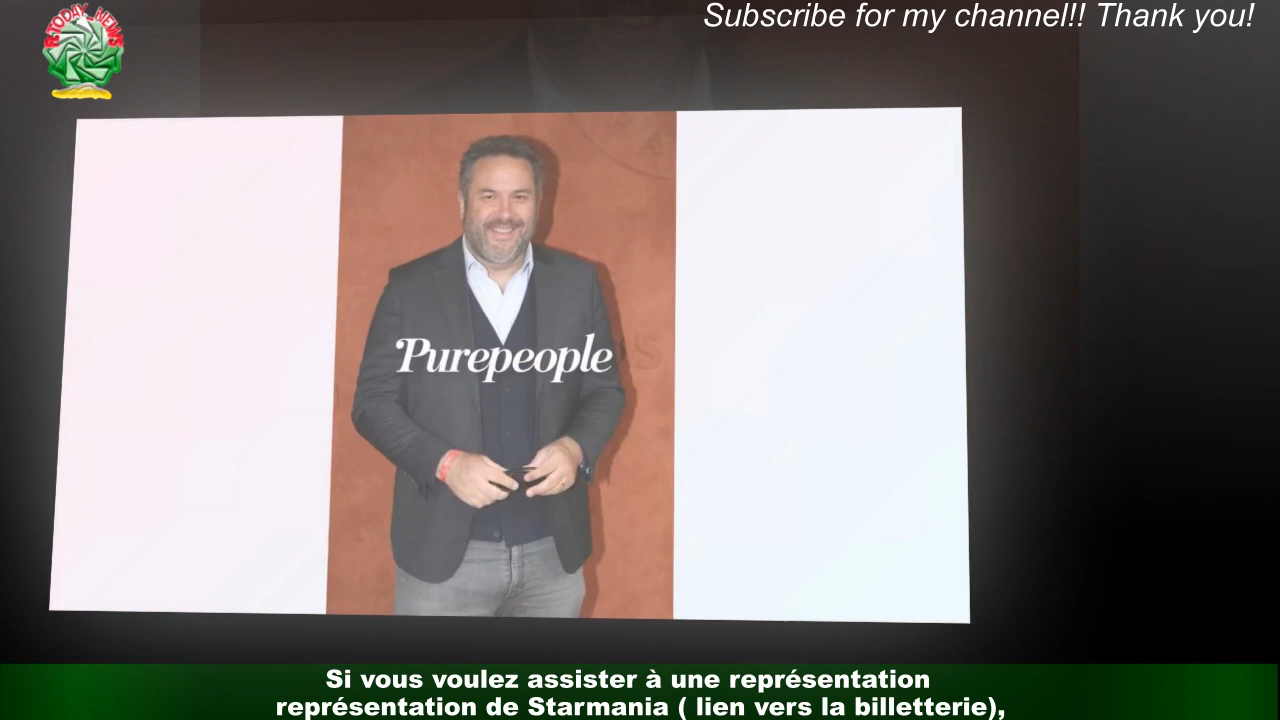 Subscribe for my channel!! Thank you!
R-TODAY_NEWS
Purepeople
Si vous voulez assister à une représentation
représentation de Starmania ( lien vers la billetterie),